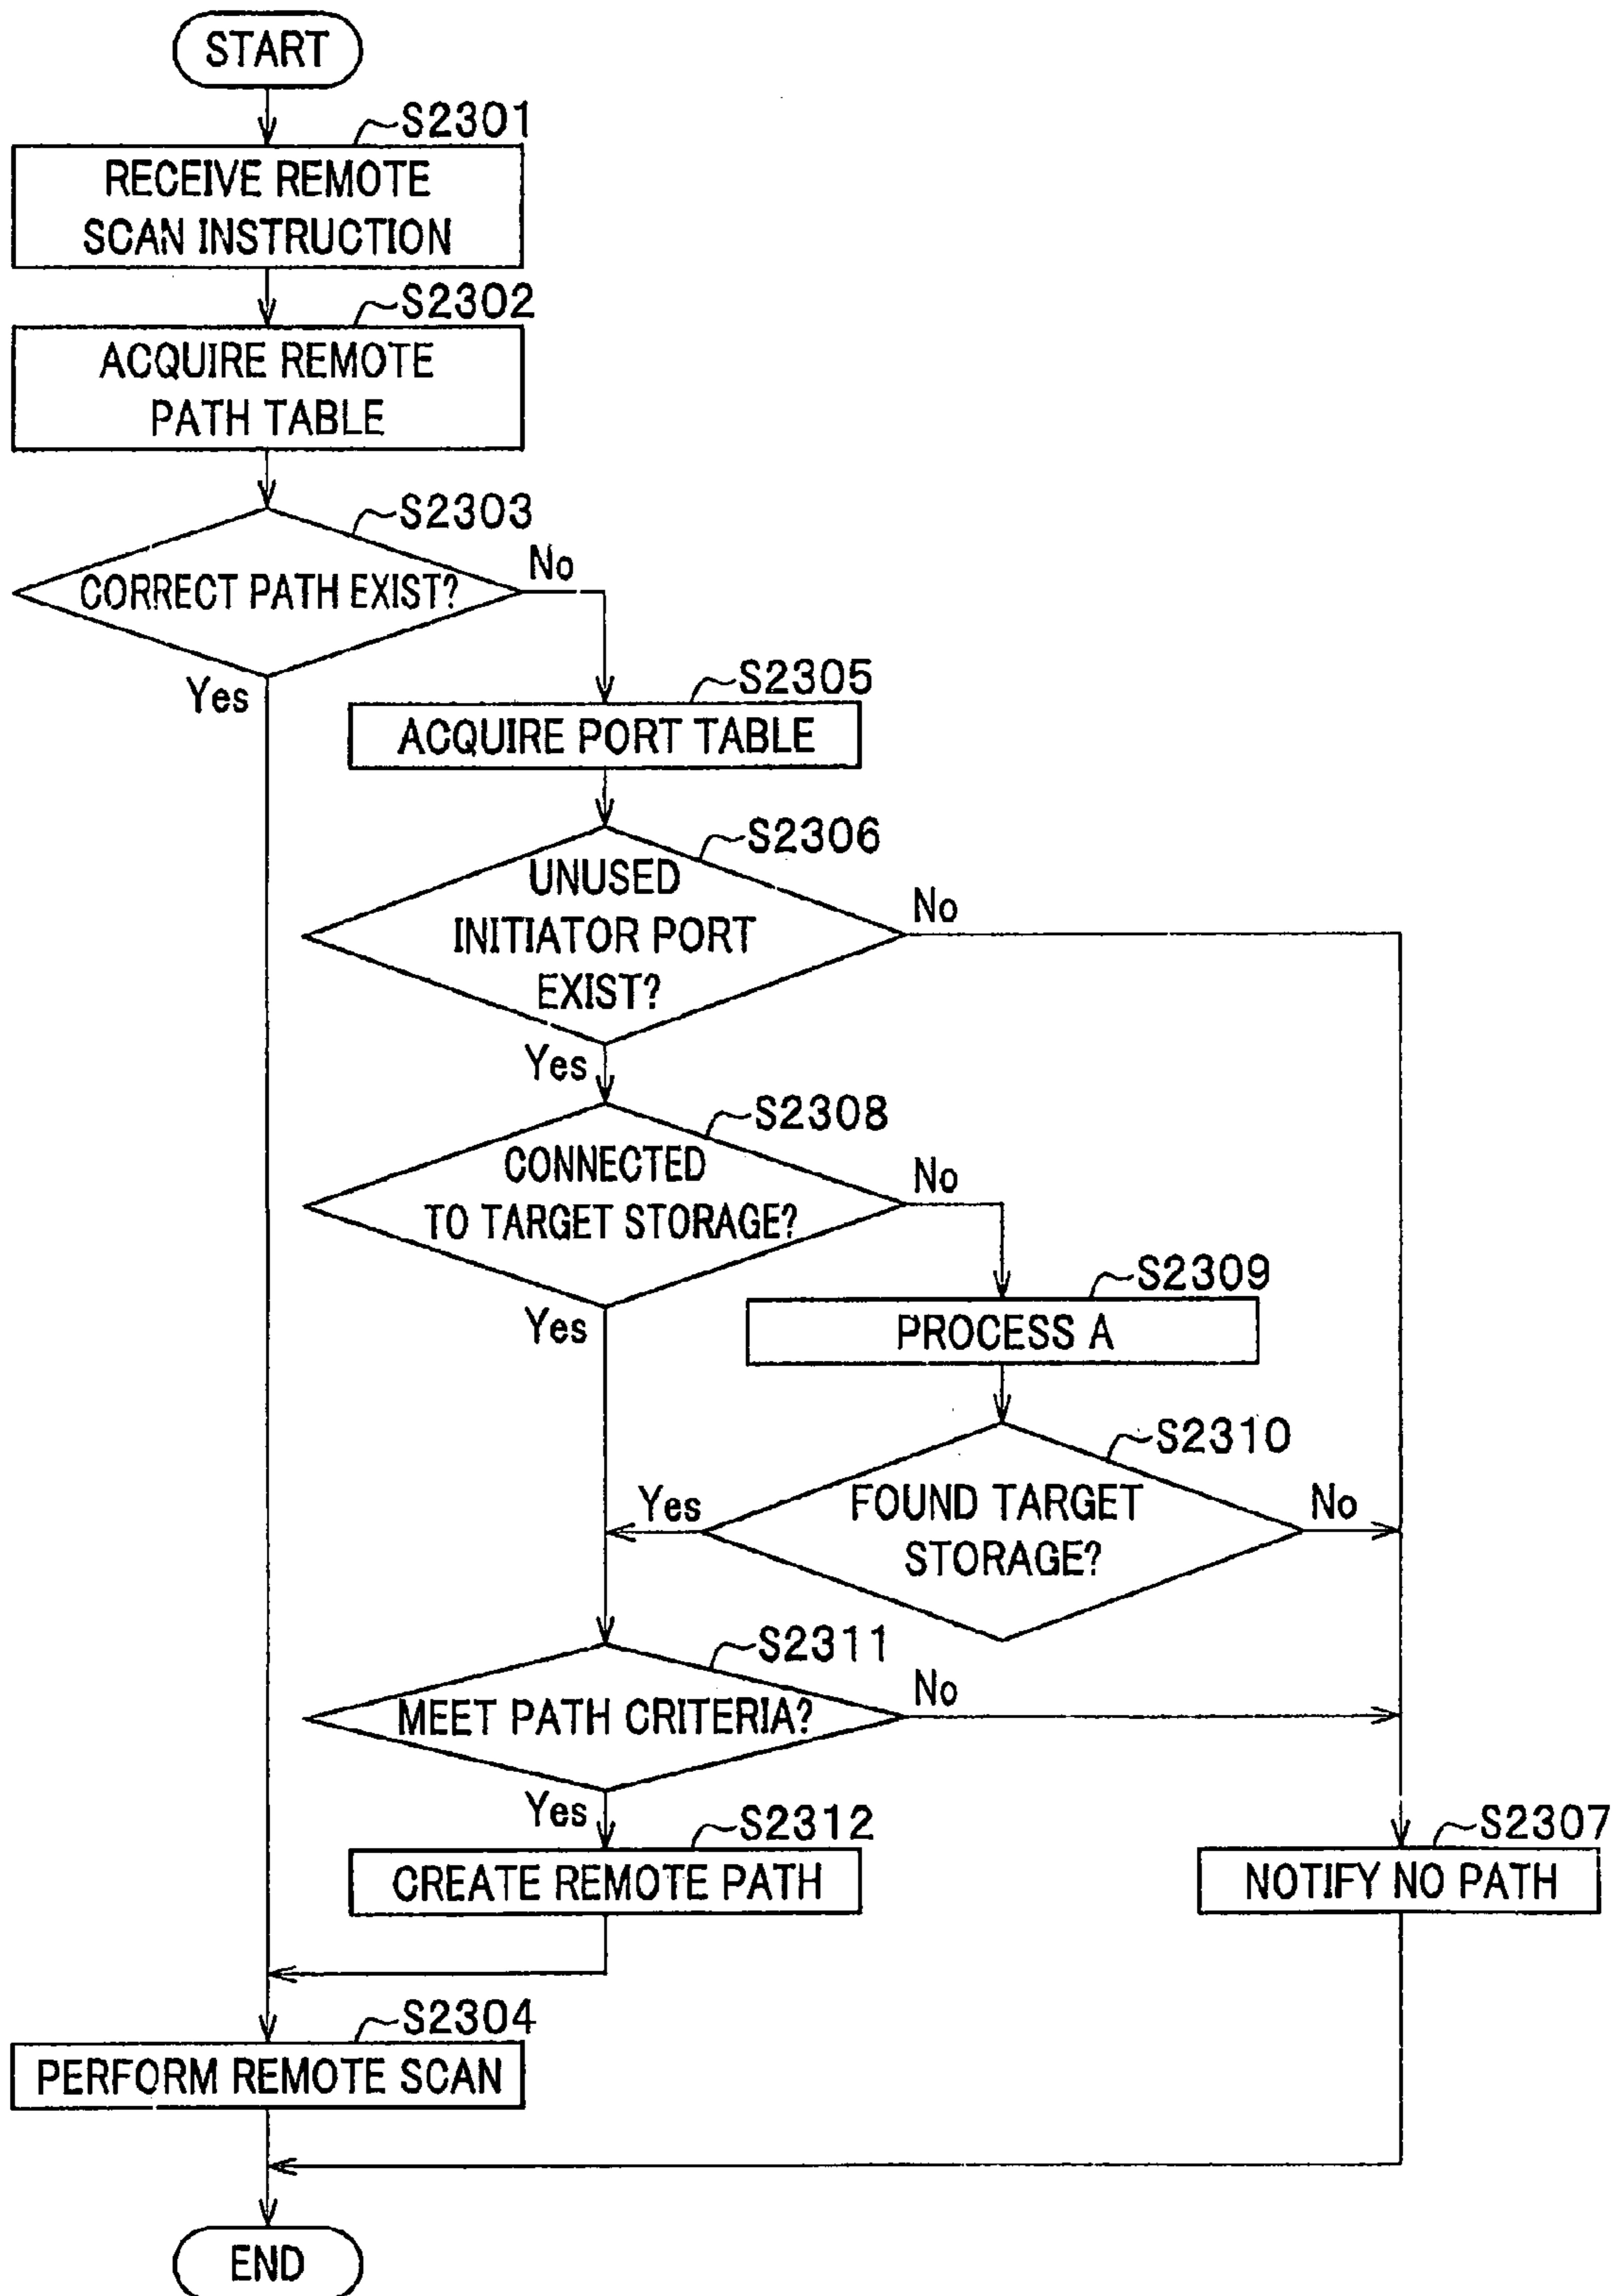 START
S2301
RECEIVE REMOTE
SCAN INSTRUCTION
S2302
ACQUIRE REMOTE
PATH TABLE
S2303
CORRECT PATH EXIST?
No
Yes
S2305
ACQUIRE PORT TABLE
S2306
UNUSED
INITIATOR PORT
EXIST?
No
Yes
S2308
CONNECTED
TO TARGET STORAGE?
No
Yes
S2309
PROCESS A
S2310
FOUND TARGET
STORAGE?
Yes
No
S2311
MEET PATH CRITERIA?
No
Yes
S2312
CREATE REMOTE PATH
S2307
NOTIFY NO PATH
S2304
PERFORM REMOTE SCAN
END